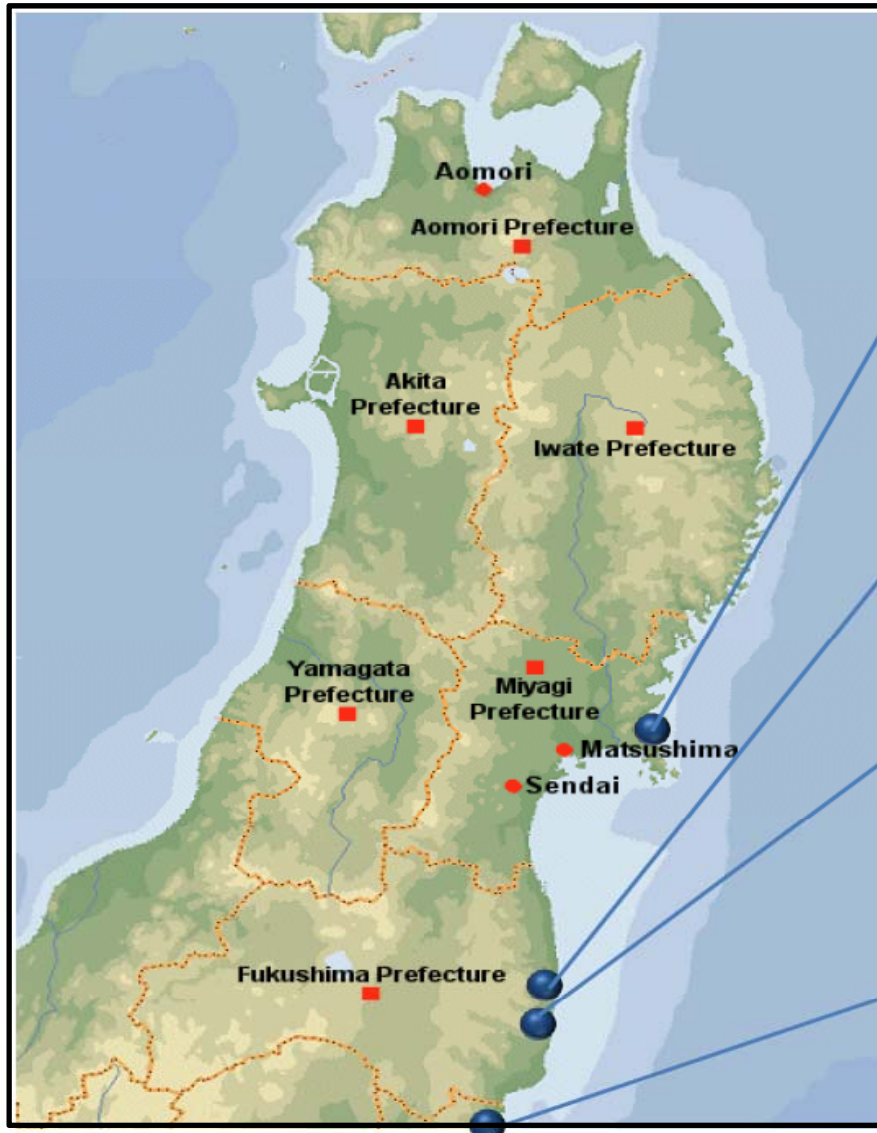 Aomori
Aomori Prefecture
Akita
Prefecture
Iwate Prefecture
Yamagata
Prefecture
Miyagi
Prefecture
Matsushima
Sendai
Fukushima Prefecture